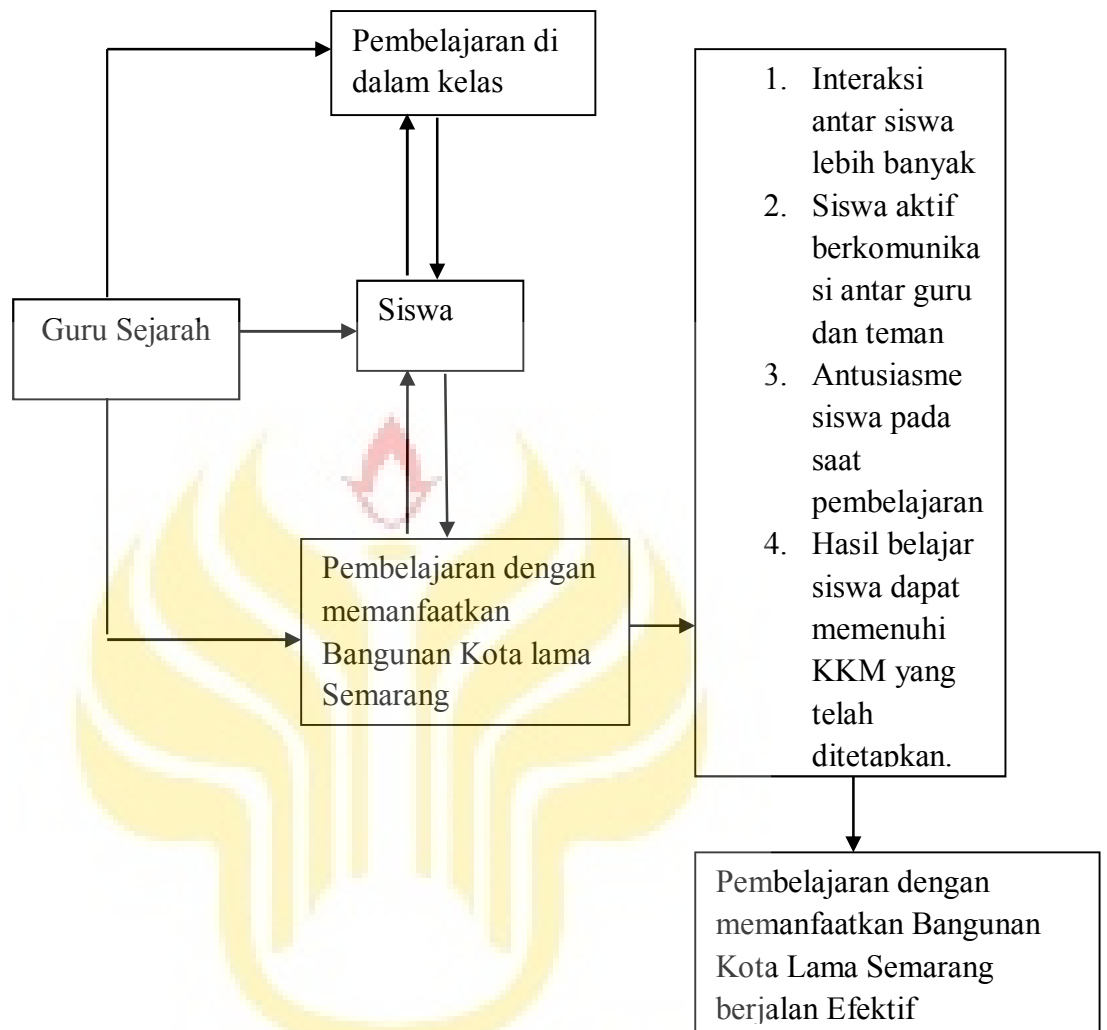 Pembelajaran di
dalam kelas
Guru Sejarah
Siswa
Pembelajaran dengan
memanfaatkan
Bangunan Kota lama
Semarang
1. Interaksi
antar siswa
lebih banyak
2. Siswa aktif
berkomunika
si antar guru
dan teman
3. Antusiasme
siswa pada
saat
pembelajaran
4. Hasil belajar
siswa dapat
memenuhi
KKM yang
telah
ditetapkan.
Pembelajaran dengan
memanfaatkan Bangunan
Kota Lama Semarang
berjalan Efektif